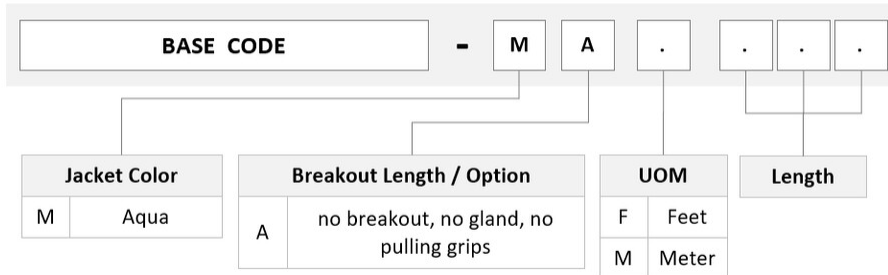 BASE CODE - M A . . . .
Jacket Color
M Aqua
Breakout Length / Option
A no breakout, no gland, no
pulling grips
UOM
F Feet
M Meter
Length